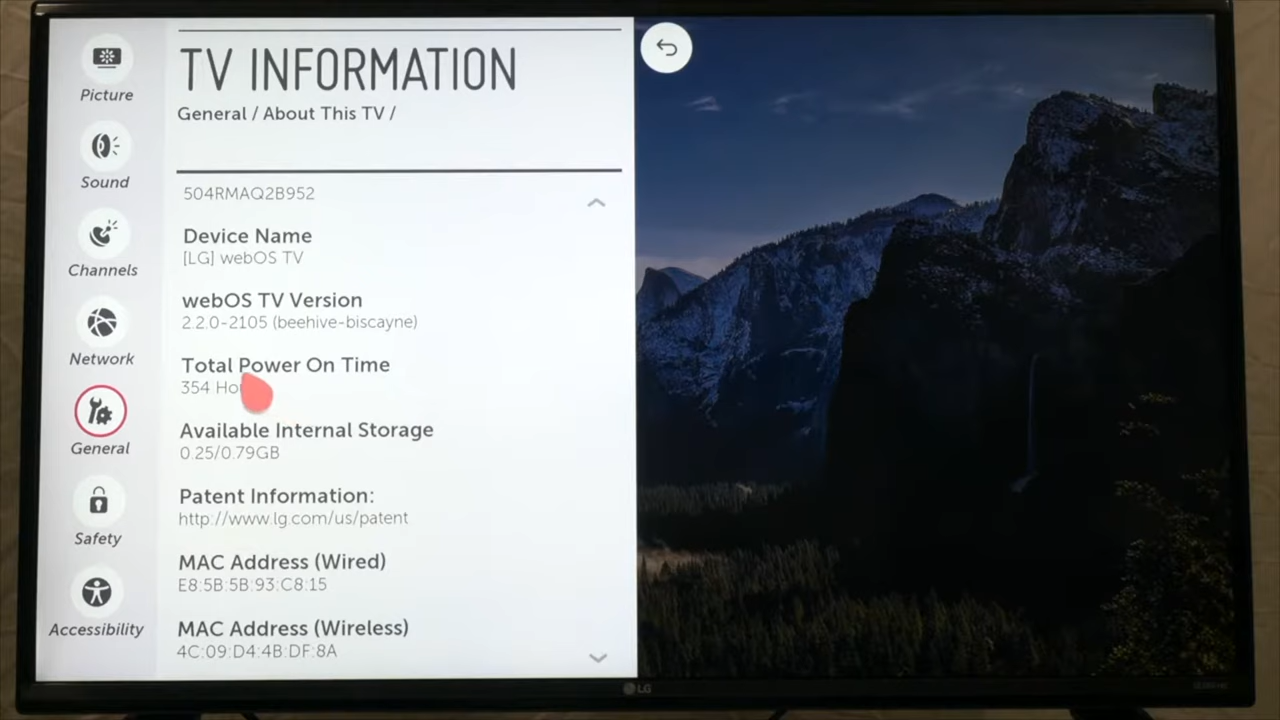 TV INFORMATION
General / About This TV /
Picture
Sound
Channels
Network
General
Safety
Accessibility
504RMAQ2B952
Device Name
[LG] webOS TV
webOS TV Version
2.2.0-2105 (beehive-biscayne)
Total Power On Time
354
Available Internal Storage
0.25/0.79GB
Patent Information:
http://www.lg.com/us/patent
MAC Address (Wired)
E8:5B:5B:93:C8:15
MAC Address (Wireless)
4C:09:D4:4B:DF:8A
LG